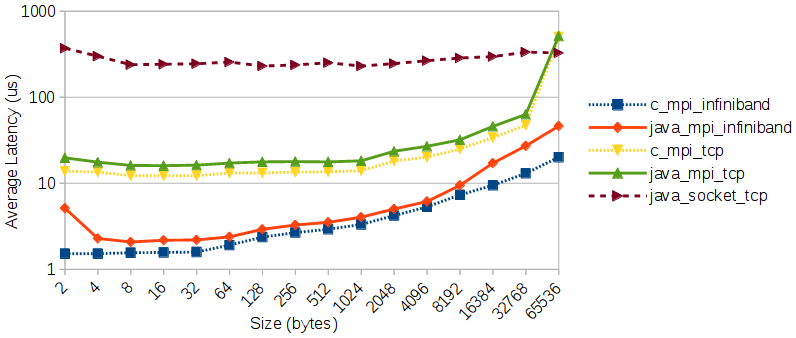 1000
100
10
1
Average Latency (us)
2
4
8
16
32
64
128
256
512
1024
2048
4096
8192
16384
32768
65536
Size (bytes)
c_mpi_infiniband
java_mpi_infiniband
c_mpi_tcp
java_mpi_tcp
java_socket_tcp